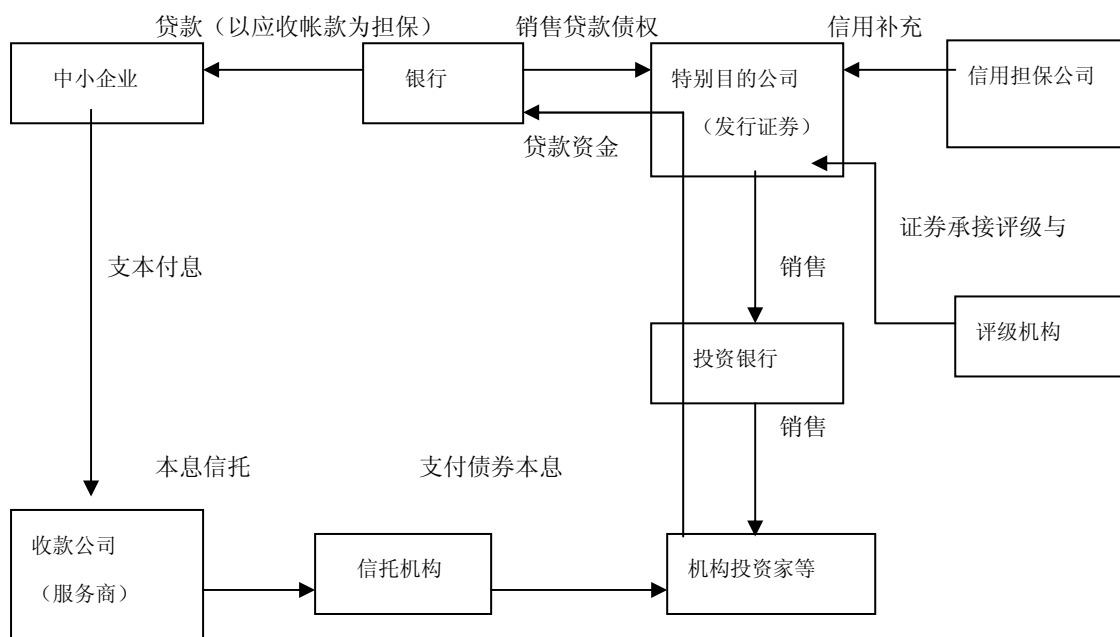 贷款（以应收帐款为担保）
销售贷款债权
信用补充
中小企业
银行
特别目的公司
（发行证券）
信用担保公司
贷款资金
证券承接评级与
支本付息
销售
评级机构
投资银行
销售
本息信托
支付债券本息
收款公司
（服务商）
信托机构
机构投资家等